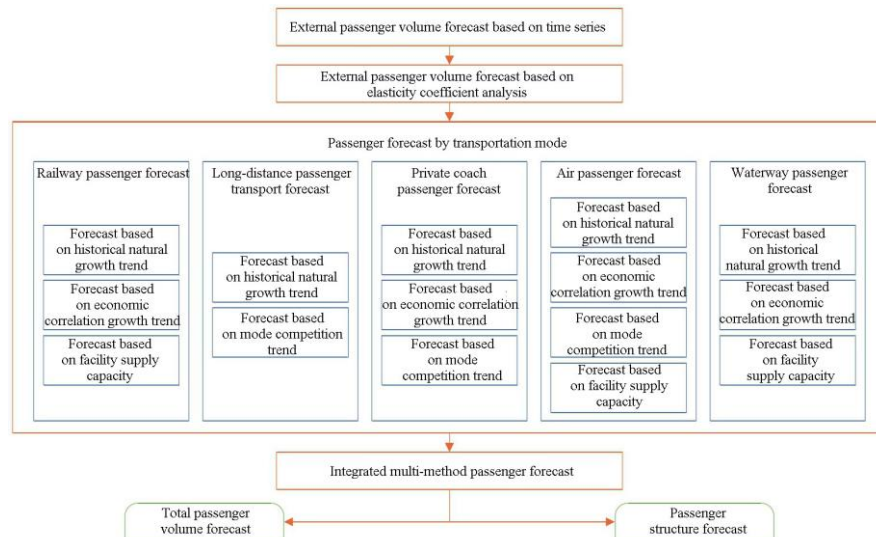 External passenger volume forecast based on time series
External passenger volume forecast based on
elasticity coefficient analysis
Passenger forecast by transportation mode
Railway passenger forecast
Forecast based
on historical natural
growth trend
Forecast based
on economic
correlation growth trend
Forecast based
on facility supply
capacity
Long-distance passenger
transport forecast
Forecast based
on historical natural
growth trend
Forecast based
on mode competition
trend
Private coach
passenger forecast
Forecast based
on historical natural
growth trend
Forecast based
on economic correlation
growth trend
Forecast based
on mode
competition trend
Air passenger forecast
Forecast based
on historical natural
growth trend
Forecast based
on economic
correlation growth trend
Forecast based
on mode
competition trend
Forecast based
on facility supply
capacity
Waterway passenger
forecast
Forecast based
on historical
natural growth trend
Forecast based
on economic
correlation growth trend
Forecast based
on facility
supply capacity
Integrated multi-method passenger forecast
Total passenger
volume forecast
Passenger
structure forecast